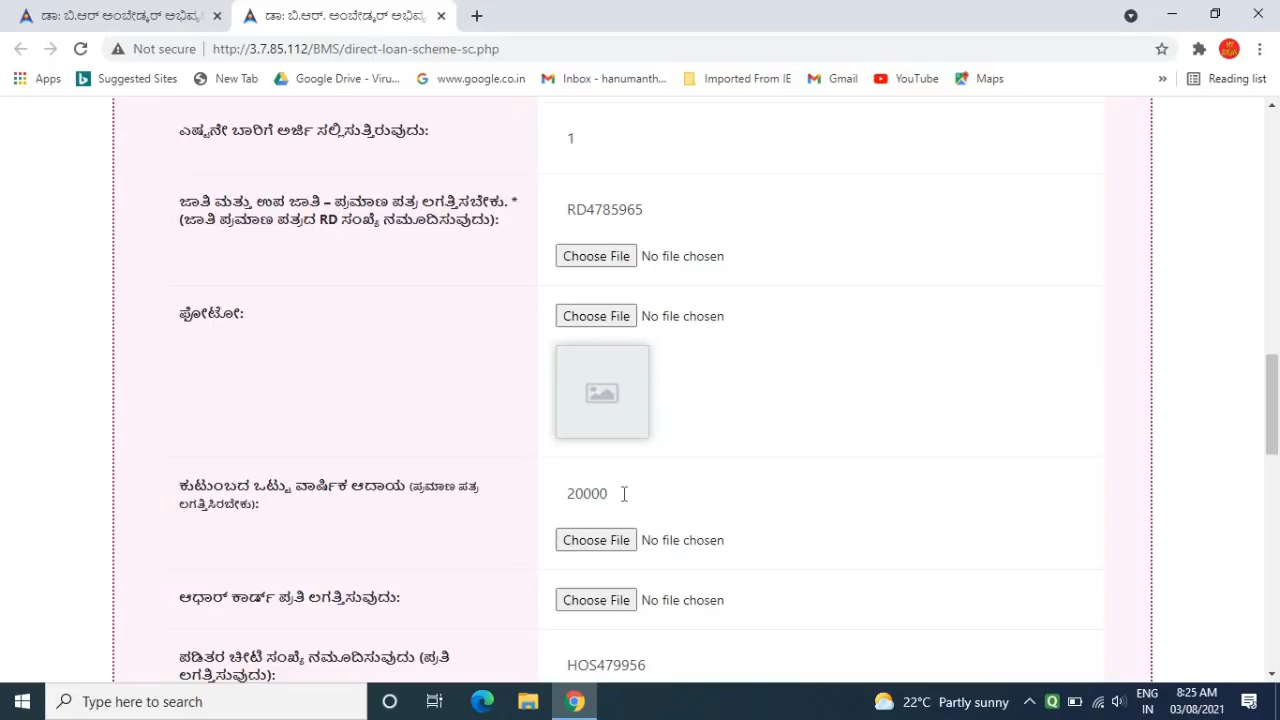 ಡಾ: ಬಿ.ಆರ್ ಅಂಬೇಡ್ಕರ್ ಅಭಿವೃ
ಡಾ: ಬಿ.ಆರ್. ಅಂಬೇಡ್ಕರ್ ಅಭಿವೃ
Not secure
http://3.7.85.112/BMS/direct-loan-scheme-sc.php
Apps
Suggested Sites
New Tab
Google Drive - Viru...
www.google.co.in
Inbox - hanumanth...
Imported From IE
Gmail
YouTube
Maps
»
Reading list
ಎಷ್ಟನೇ ಬಾರಿಗೆ ಅರ್ಜಿ ಸಲ್ಲಿಸುತ್ತಿರುವುದು:
1
ಜಾತಿ ಮತ್ತು ಉಪ ಜಾತಿ – ಪ್ರಮಾಣ ಪತ್ರ ಲಗತ್ತಿಸಬೇಕು. *
(ಜಾತಿ ಪ್ರಮಾಣ ಪತ್ರದ RD ಸಂಖ್ಯೆ ನಮೂದಿಸುವುದು):
RD4785965
Choose File No file chosen
ಫೋಟೋ:
Choose File No file chosen
ಕುಟುಂಬದ ಒಟ್ಟು ವಾರ್ಷಿಕ ಆದಾಯ (ಪ್ರಮಾಣ ಪತ್ರ
ಲಗತ್ತಿಸಿರಬೇಕು):
20000
Choose File No file chosen
ಆಧಾರ್ ಕಾರ್ಡ್ ಪ್ರತಿ ಲಗತ್ತಿಸುವುದು:
Choose File No file chosen
ಪಡಿತರ ಚೀಟಿ ಸಂಖ್ಯೆ ನಮೂದಿಸುವುದು (ಪ್ರತಿ
ಲಗತ್ತಿಸುವುದು):
HOS479956
Type here to search
22°C Partly sunny
ENG
IN
8:25 AM
03/08/2021